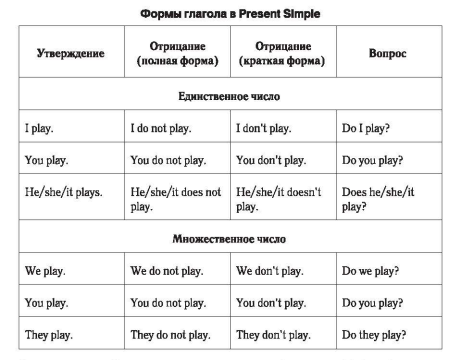 Формы глагола в Present Simple
Утверждение
Отрицание
(полная форма)
Отрицание
(краткая форма)
Вопрос
Единственное число
I play.
I do not play.
I don't play.
Do I play?
You play.
You do not play.
You don't play.
Do you play?
He/she/it plays.
He/she/it does not
play.
He/she/it doesn't
play.
Does he/she/it
play?
Множественное число
We play.
We do not play.
We don't play.
Do we play?
You play.
You do not play.
You don't play.
Do you play?
They play.
They do not play.
They don't play.
Do they play?